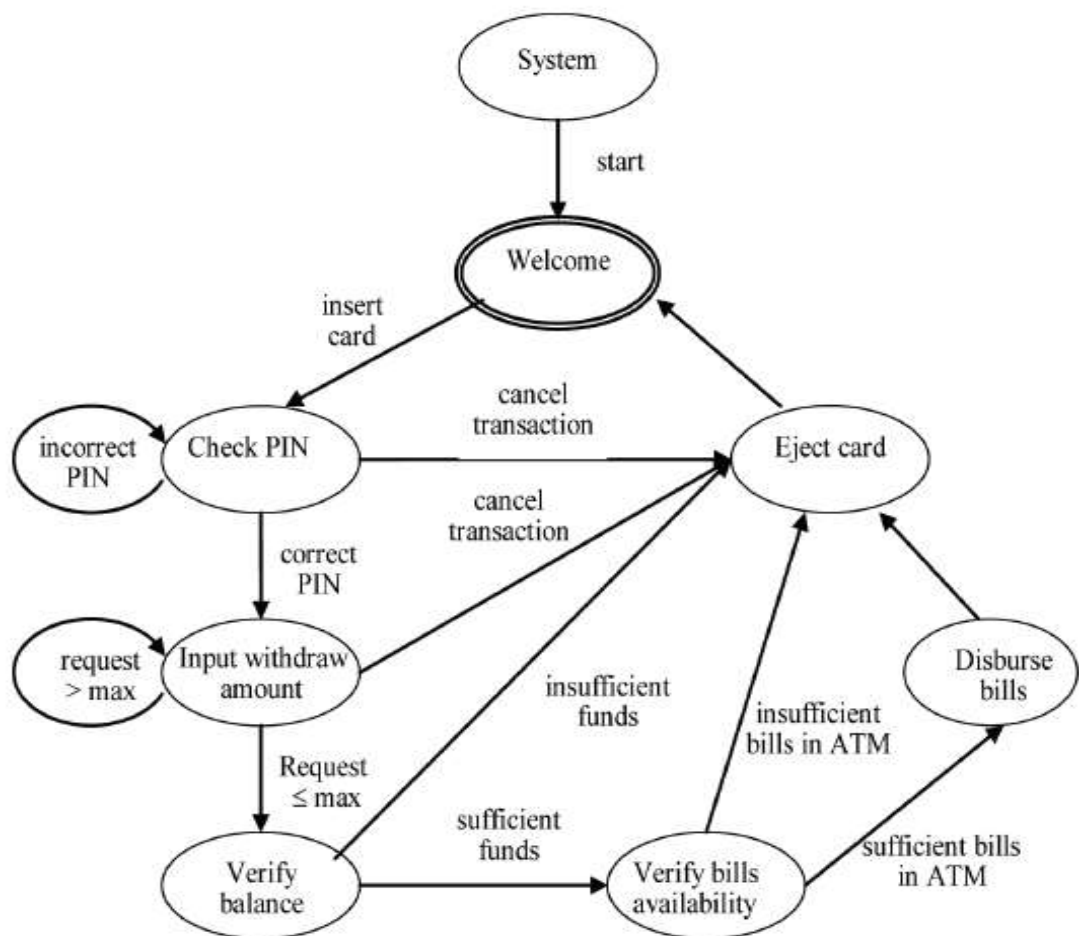 System
start
Welcome
insert
card
cancel
transaction
incorrect
PIN
Check PIN
Eject card
cancel
transaction
correct
PIN
request
> max
Input withdraw
amount
insufficient
funds
Disburse
bills
insufficient
bills in ATM
Request
≤ max
sufficient
funds
sufficient bills
in ATM
Verify
balance
Verify bills
availability